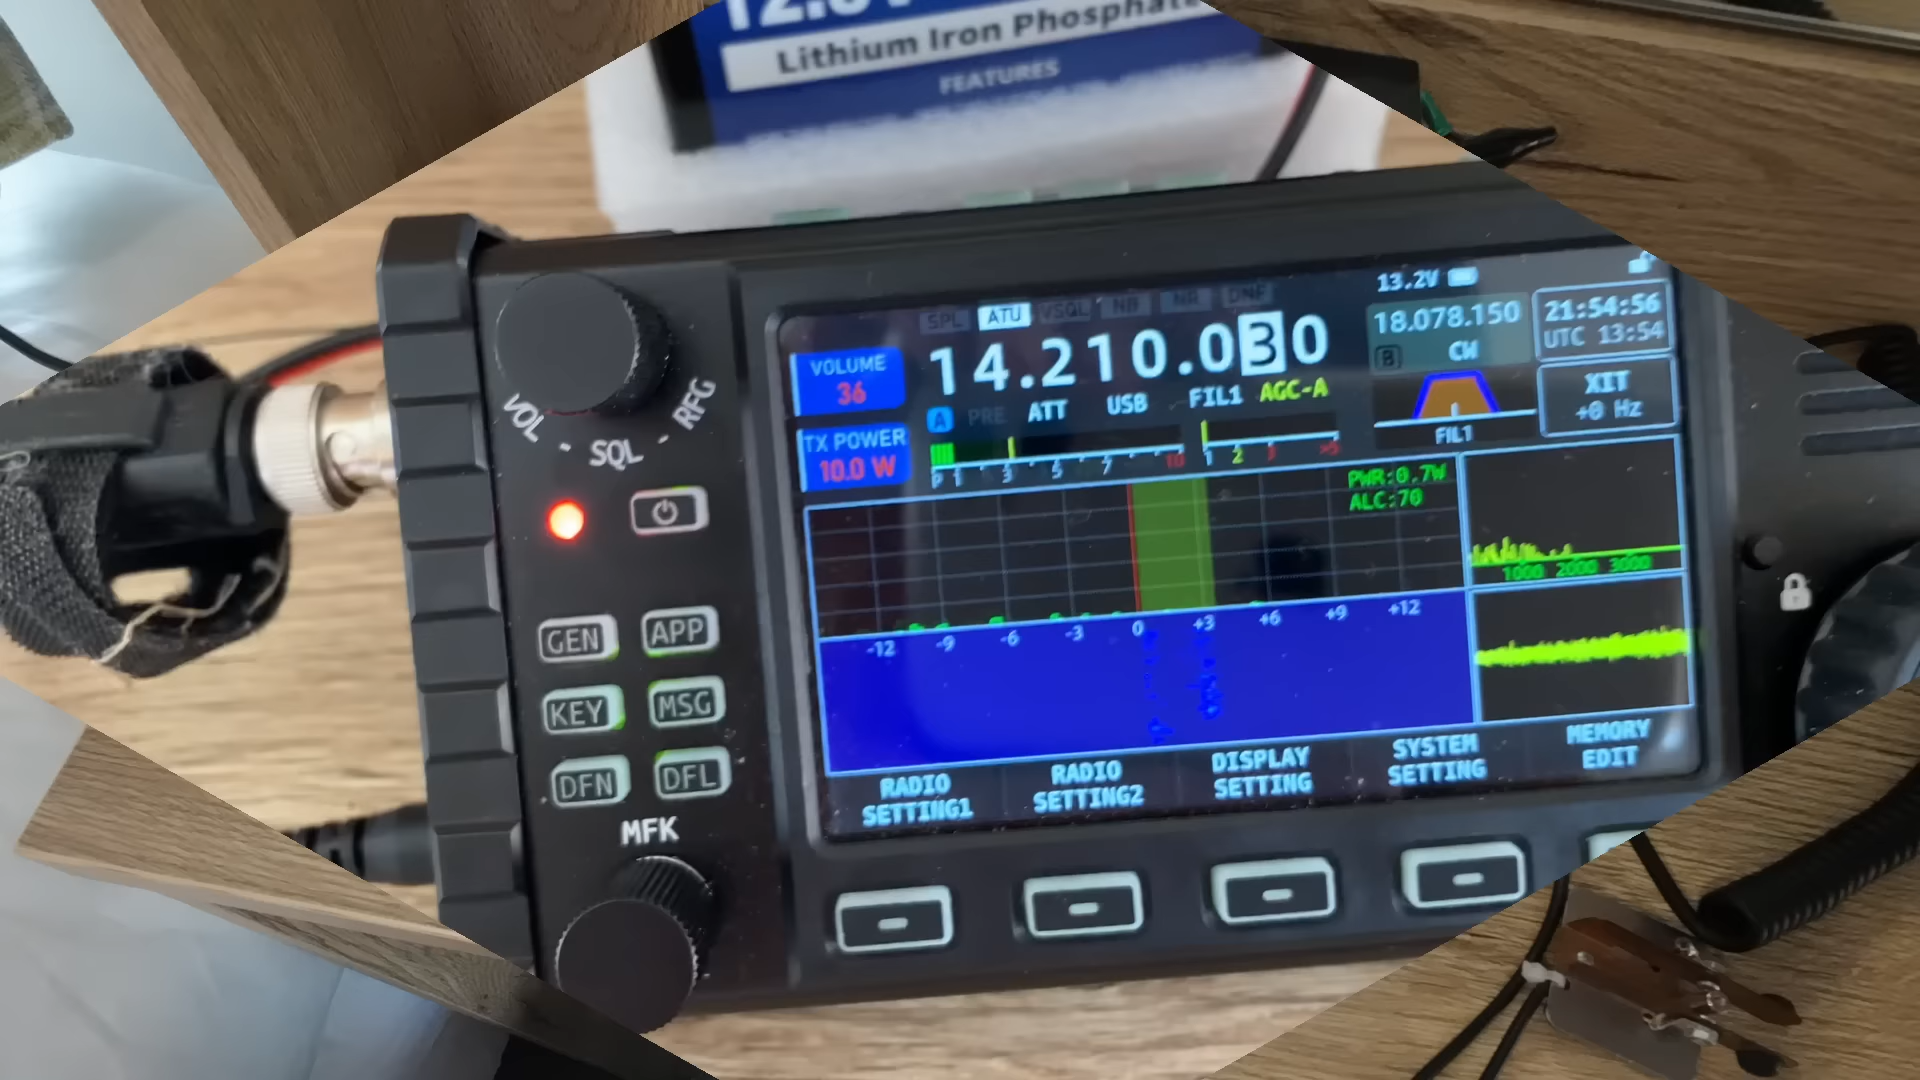 Lithium Iron Phosphate
FEATURES
13.2V
SPL ATU VSQL NB NR DNF
14.210.030
18.078.150
B CW
21:54:56
UTC 13:54
VOLUME
36
A PRE ATT USB FIL1 AGC-A
XIT
+0 Hz
FIL1
TX POWER
10.0 W
P 1 3 5 7 10
1 2 3 >5
PWR:0.7W
ALC:70
1000 2000 3000
-12 -9 -6 -3 0 +3 +6 +9 +12
RADIO
SETTING1
RADIO
SETTING2
DISPLAY
SETTING
SYSTEM
SETTING
MEMORY
EDIT
VOL - SQL - RFG
GEN APP
KEY MSG
DFN DFL
MFK